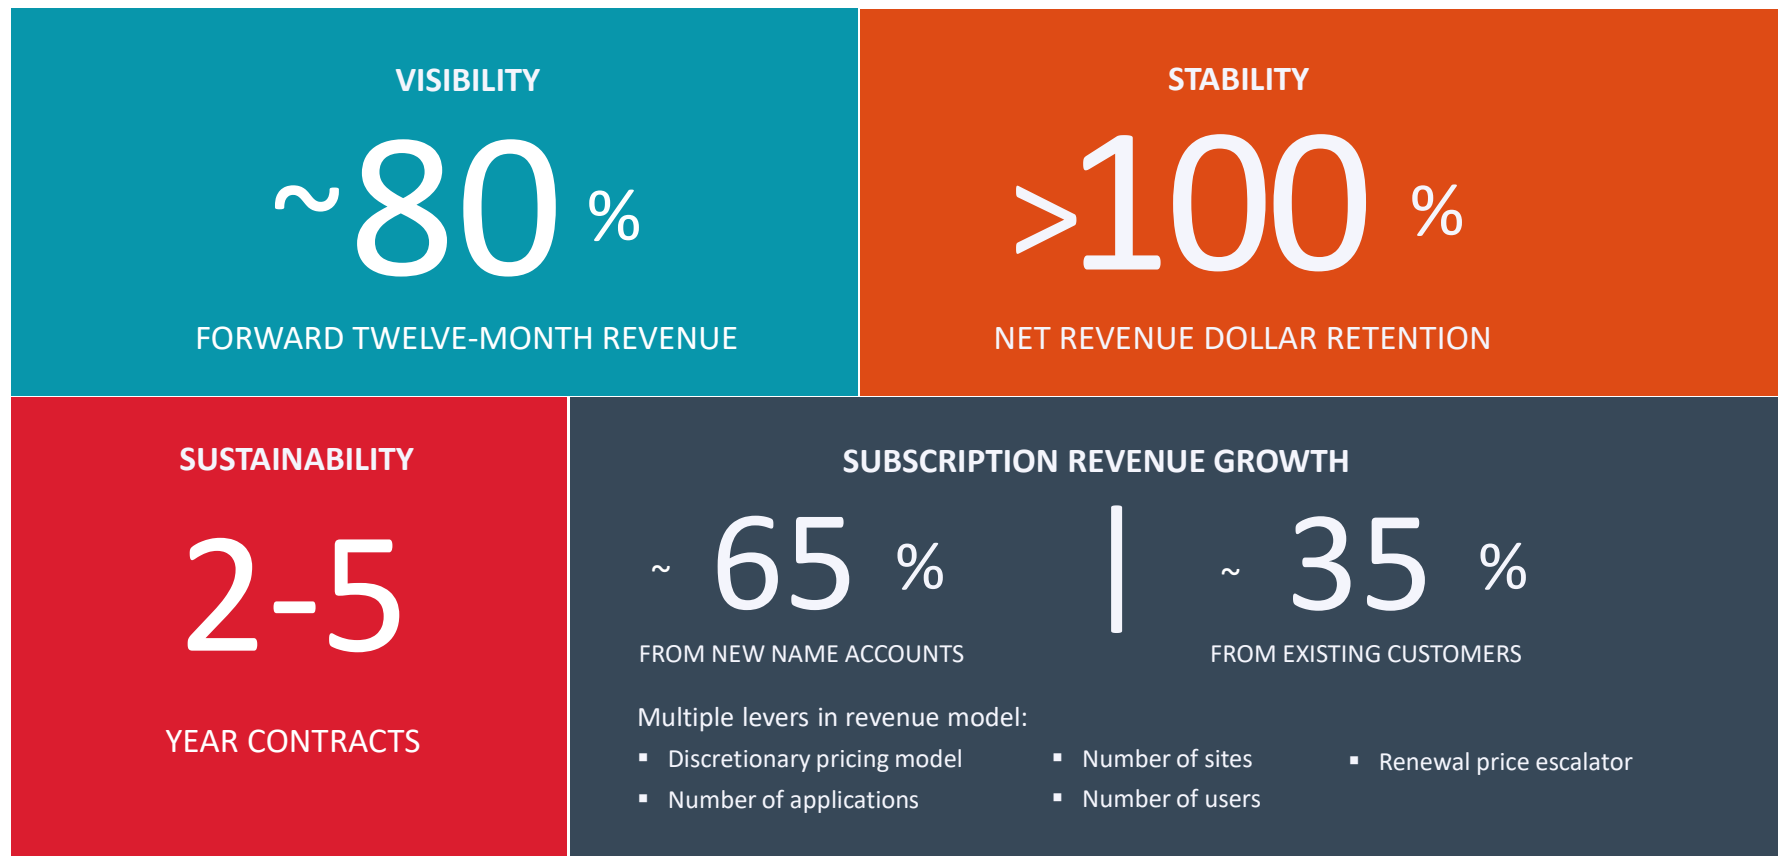 VISIBILITY
~80 %
FORWARD TWELVE-MONTH REVENUE
STABILITY
>100 %
NET REVENUE DOLLAR RETENTION
SUSTAINABILITY
2-5
YEAR CONTRACTS
SUBSCRIPTION REVENUE GROWTH
~ 65 %
FROM NEW NAME ACCOUNTS
~ 35 %
FROM EXISTING CUSTOMERS
Multiple levers in revenue model:
▪ Discretionary pricing model
▪ Number of applications
▪ Number of sites
▪ Number of users
▪ Renewal price escalator